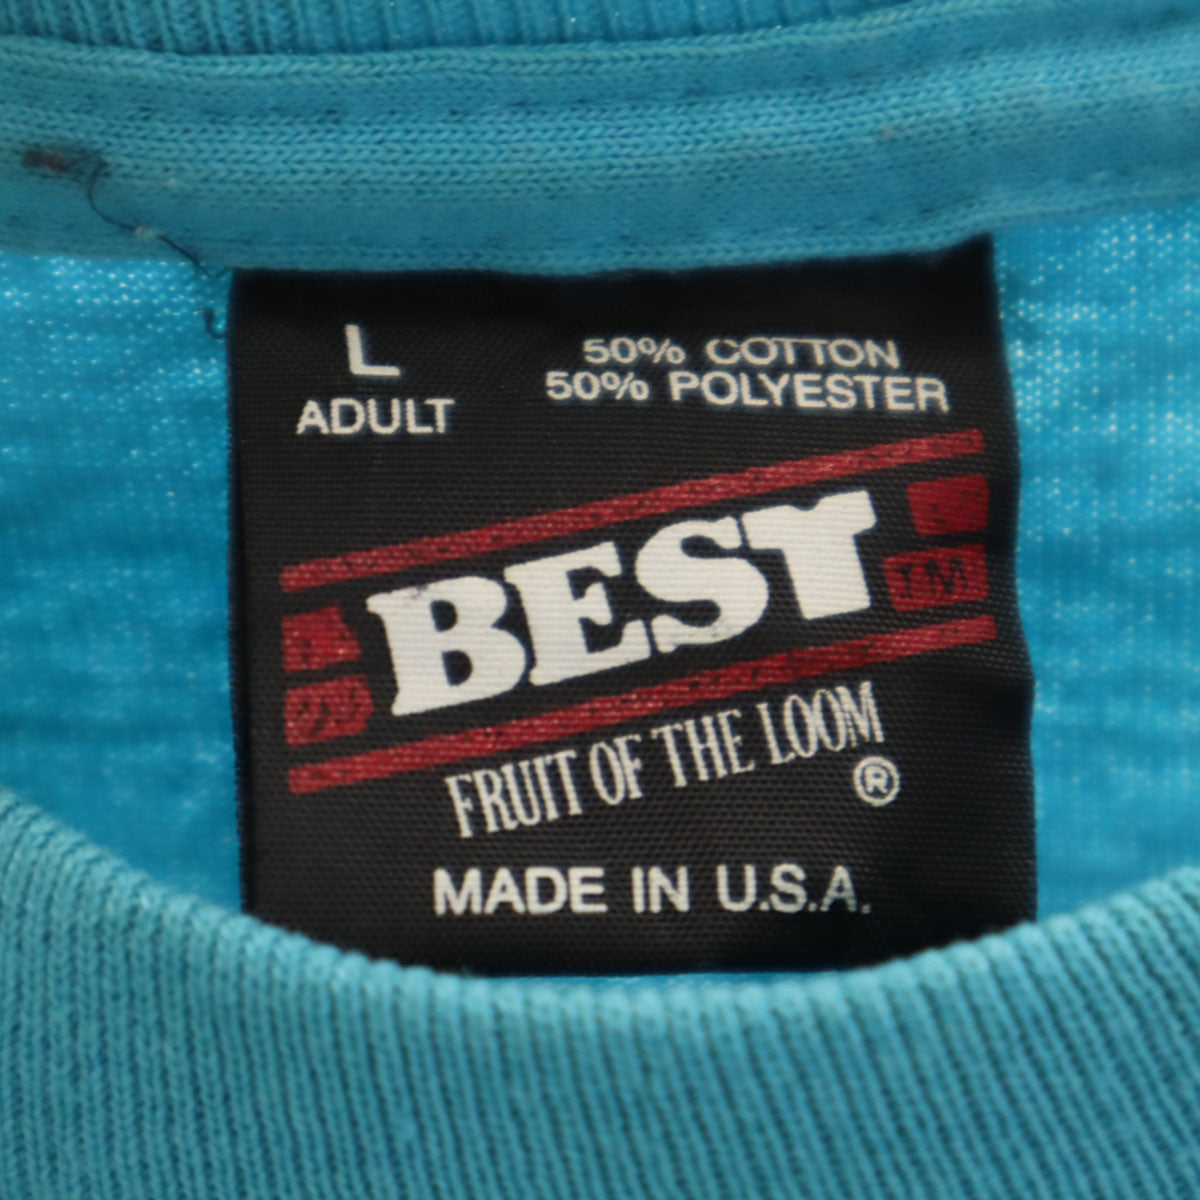 L
ADULT
50% COTTON
50% POLYESTER
BEST
TM
FRUIT OF THE LOOM
®
MADE IN U.S.A.